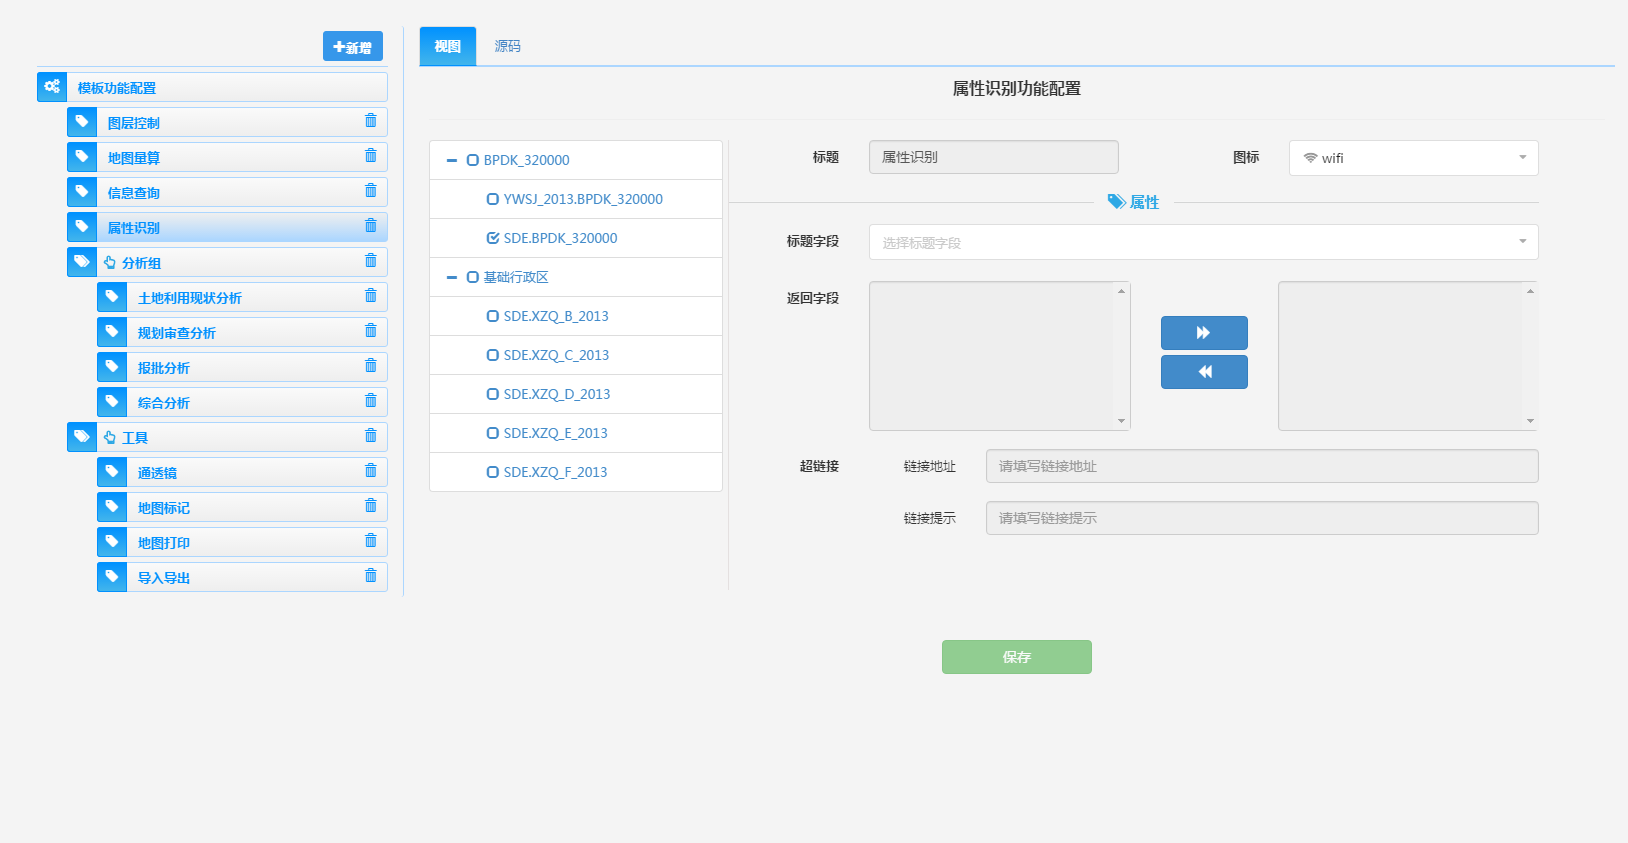 新增
模板功能配置
图层控制
地图量算
信息查询
属性识别
分析组
土地利用现状分析
规划审查分析
报批分析
综合分析
工具
通透镜
地图标记
地图打印
导入导出
视图 源码
属性识别功能配置
BPDK_320000
YWSJ_2013.BPDK_320000
SDE.BPDK_320000
基础行政区
SDE.XZQ_B_2013
SDE.XZQ_C_2013
SDE.XZQ_D_2013
SDE.XZQ_E_2013
SDE.XZQ_F_2013
标题 属性识别 图标 wifi
属性
标题字段 选择标题字段
返回字段
超链接 链接地址 请填写链接地址
链接提示 请填写链接提示
保存